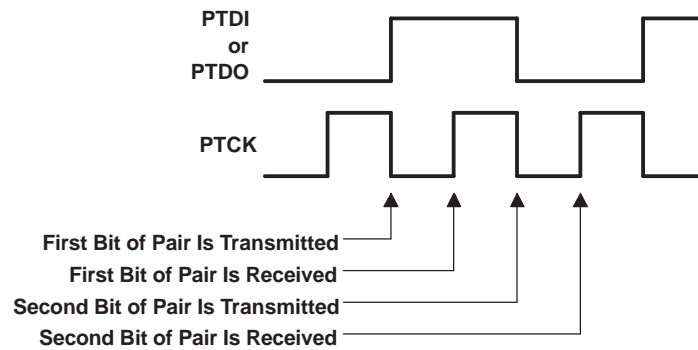 PTDI
or
PTDO
PTCK
First Bit of Pair Is Transmitted
First Bit of Pair Is Received
Second Bit of Pair Is Transmitted
Second Bit of Pair Is Received